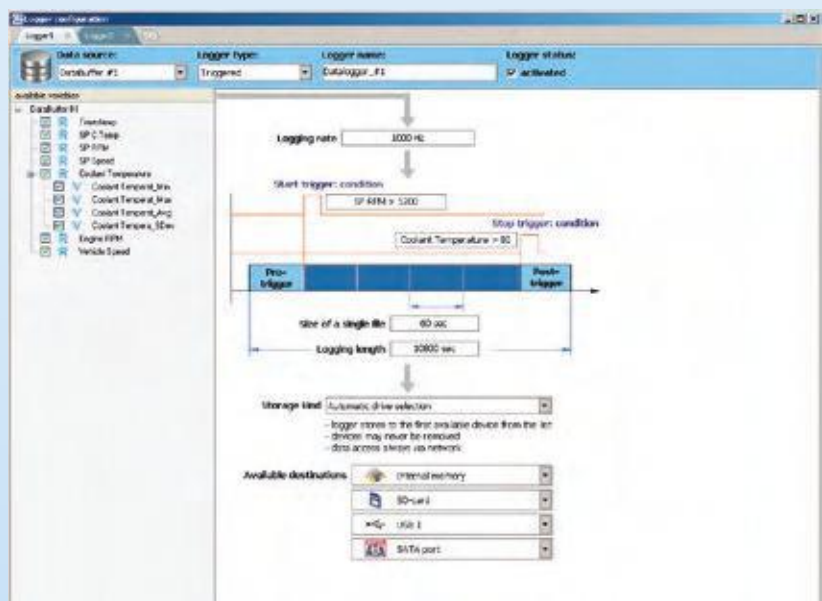 Logger configuration
Logger1
Data source:
Logger type:
Logger name:
Logger status:
DataBuffer #1
Triggered
Datalogger_#1
activated
available variables
DataBuffer#1
Timestamp
SP C Temp
SP RPM
SP Speed
Coolant Temperature
Coolant Temperat_Min
Coolant Temperat_Max
Coolant Temperat_Avg
Coolant Tempera_SDev
Engine RPM
Vehicle Speed
Logging rate
1000 Hz
Start trigger: condition
Stop trigger: condition
Coolant Temperature > 80
Pre-
trigger
Post-
trigger
Size of a single file
60 sec
Logging length
10800 sec
Storage kind
Automatic drive selection
- logger stores to the first available device from the list
- devices may never be removed
- data access always via network
Available destinations
Internal memory
SD-card
USB 1
SATA port